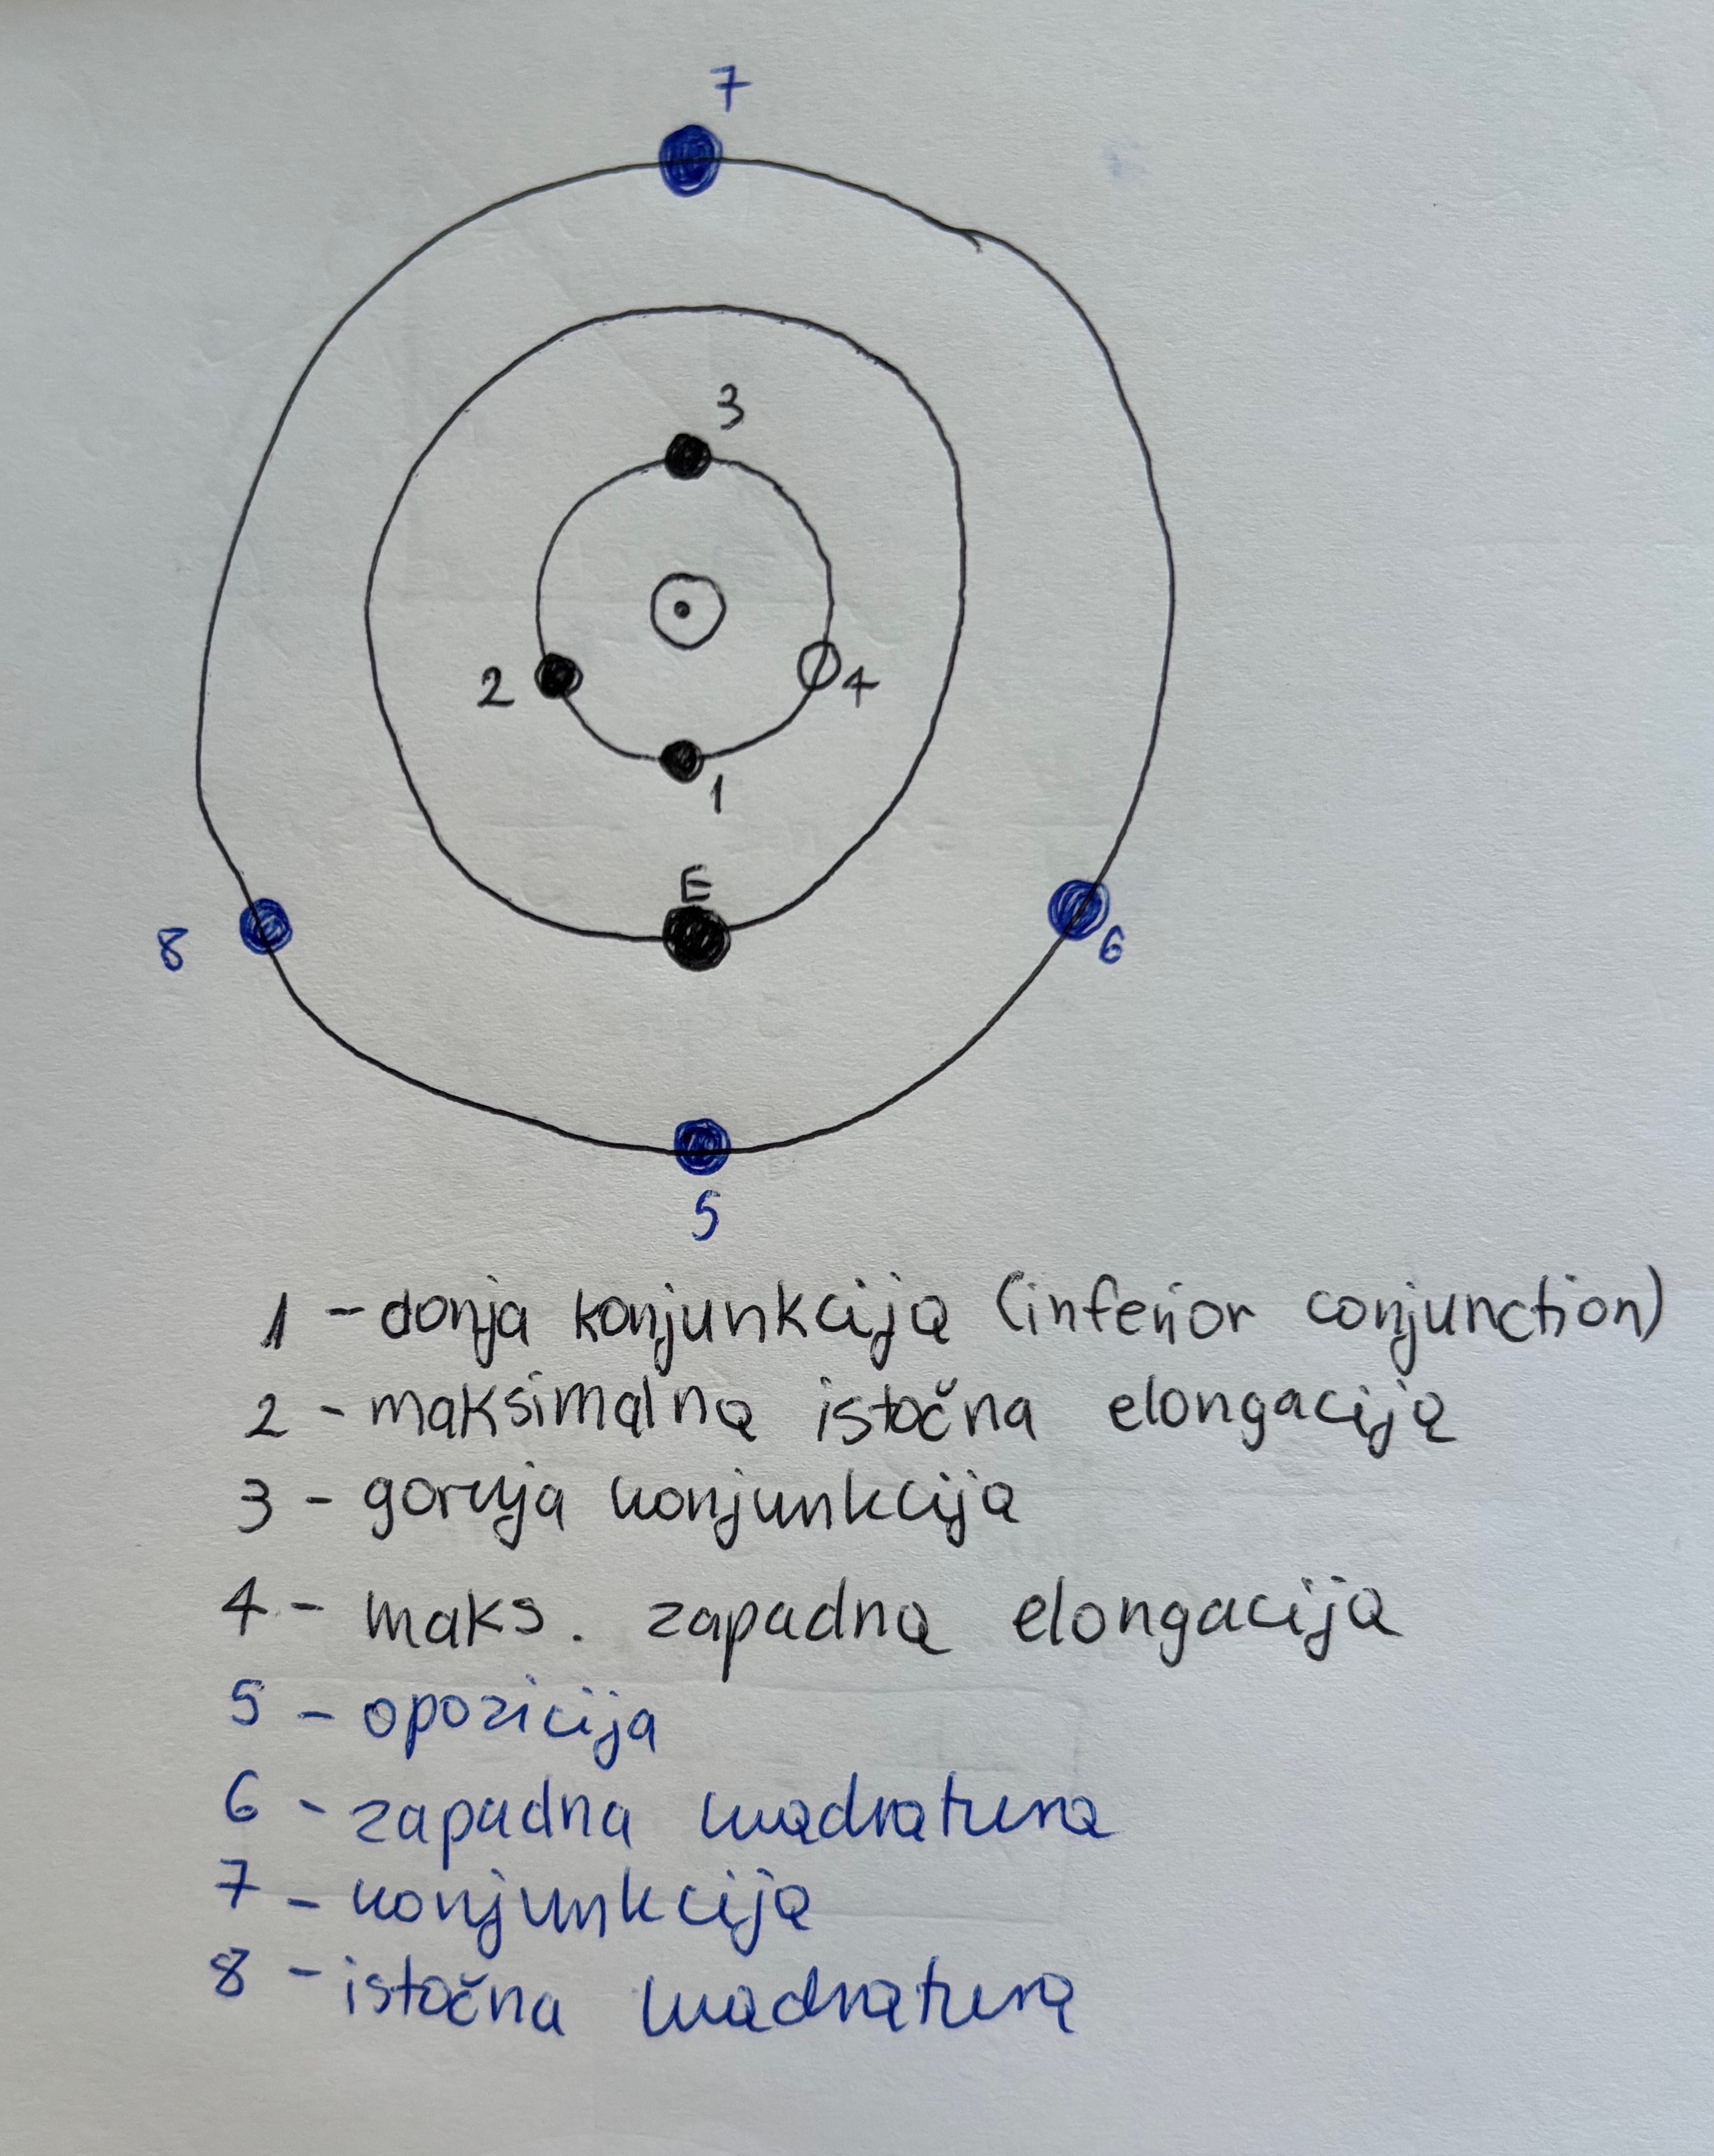 7
3
2
4
1
E
8
6
5
1 - donja konjunkcija (inferior conjunction)
2 - maksimalna istočna elongacija
3 - gornja konjunkcija
4 - maks. zapadna elongacija
5 - opozicija
6 - zapadna kvadratura
7 - konjunkcija
8 - istočna kvadratura